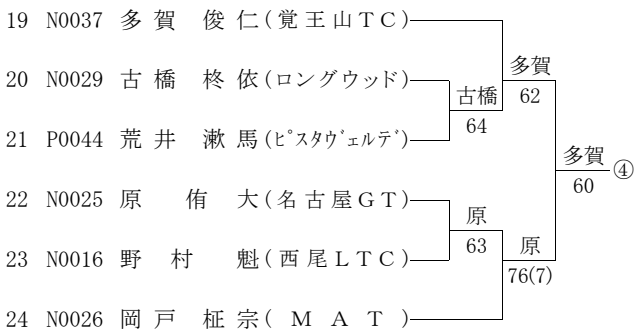 19 N0037 多賀 俊仁(覚王山TC)
多賀
20 N0029 古橋 柊依(ロングウッド)
古橋 62
64
21 P0044 荒井 漱馬(ピスタヴェルデ)
多賀 ④
60
22 N0025 原 侑大(名古屋GT)
原
63 原
23 N0016 野村 魁(西尾LTC)
76(7)
24 N0026 岡戸 柾宗(MAT)